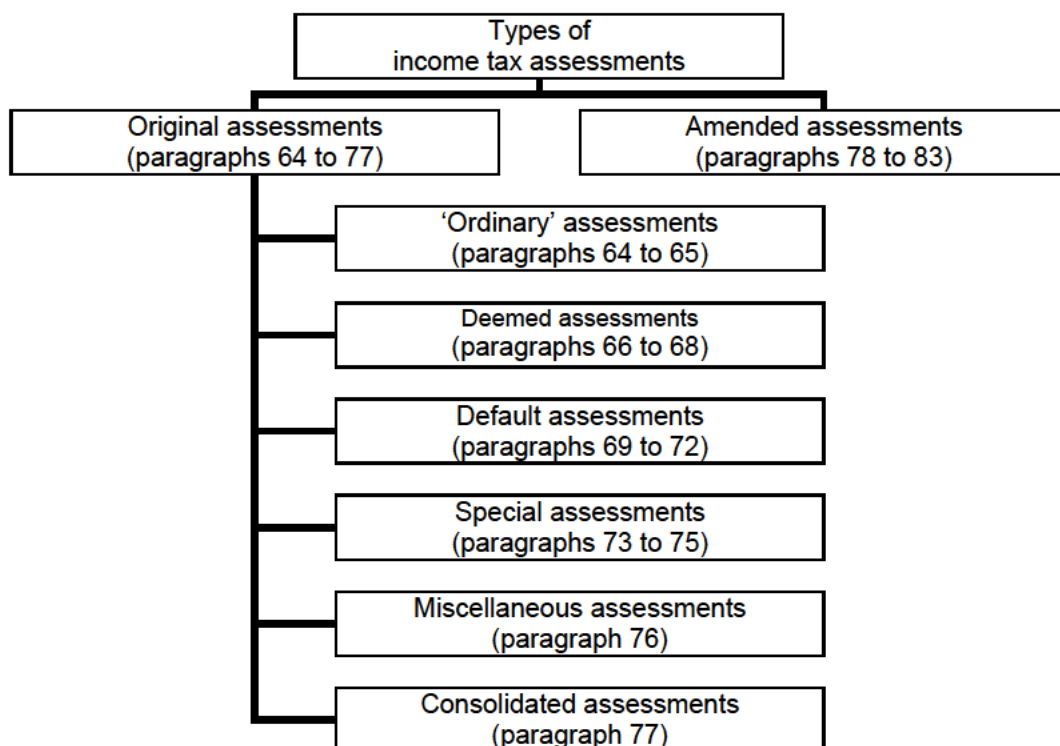 Types of
income tax assessments
Original assessments
(paragraphs 64 to 77)
Amended assessments
(paragraphs 78 to 83)
‘Ordinary’ assessments
(paragraphs 64 to 65)
Deemed assessments
(paragraphs 66 to 68)
Default assessments
(paragraphs 69 to 72)
Special assessments
(paragraphs 73 to 75)
Miscellaneous assessments
(paragraph 76)
Consolidated assessments
(paragraph 77)